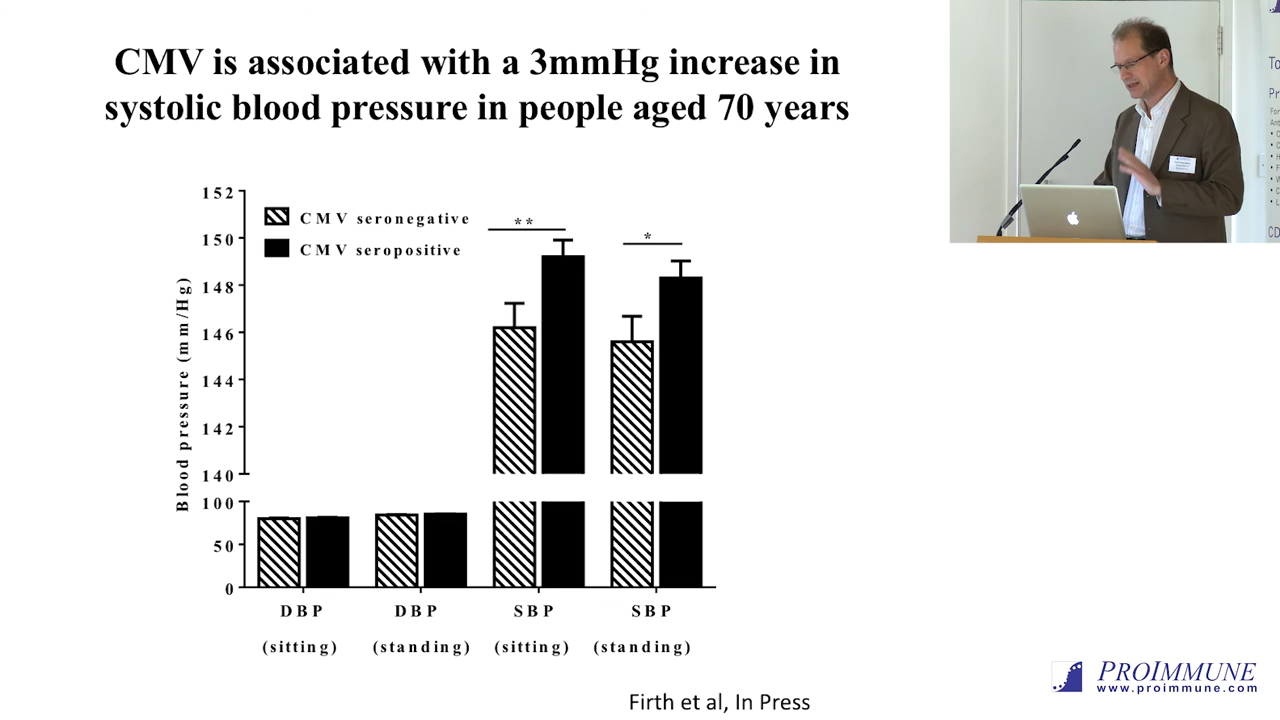 CMV is associated with a 3mmHg increase in
systolic blood pressure in people aged 70 years
152
150
148
146
144
142
140
100
50
0
Blood pressure (mm/Hg)
CMV seronegative
CMV seropositive
**
*
DBP
(sitting)
DBP
(standing)
SBP
(sitting)
SBP
(standing)
Firth et al, In Press
PROIMMUNE
www.proimmune.com